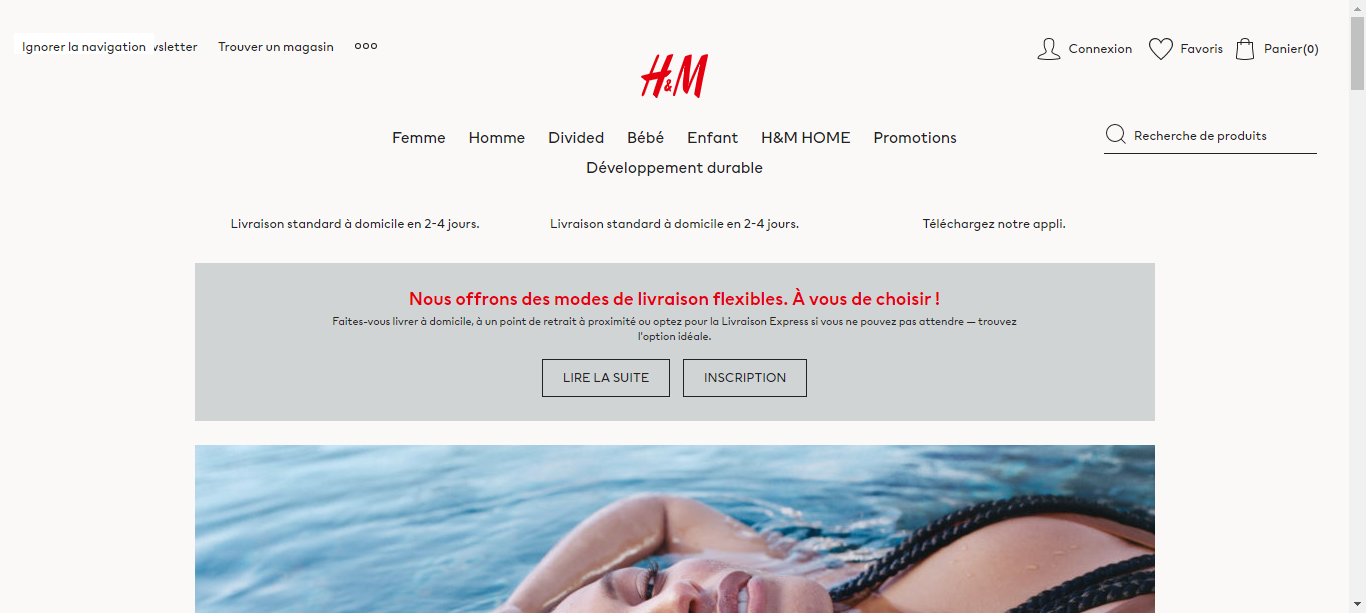 Ignorer la navigation
sletter
Trouver un magasin
Connexion
Favoris
Panier(0)
H&M
Femme Homme Divided Bébé Enfant H&M HOME Promotions
Développement durable
Recherche de produits
Livraison standard à domicile en 2-4 jours.
Livraison standard à domicile en 2-4 jours.
Téléchargez notre appli.
Nous offrons des modes de livraison flexibles. À vous de choisir !
Faites-vous livrer à domicile, à un point de retrait à proximité ou optez pour la Livraison Express si vous ne pouvez pas attendre — trouvez
l'option idéale.
LIRE LA SUITE
INSCRIPTION